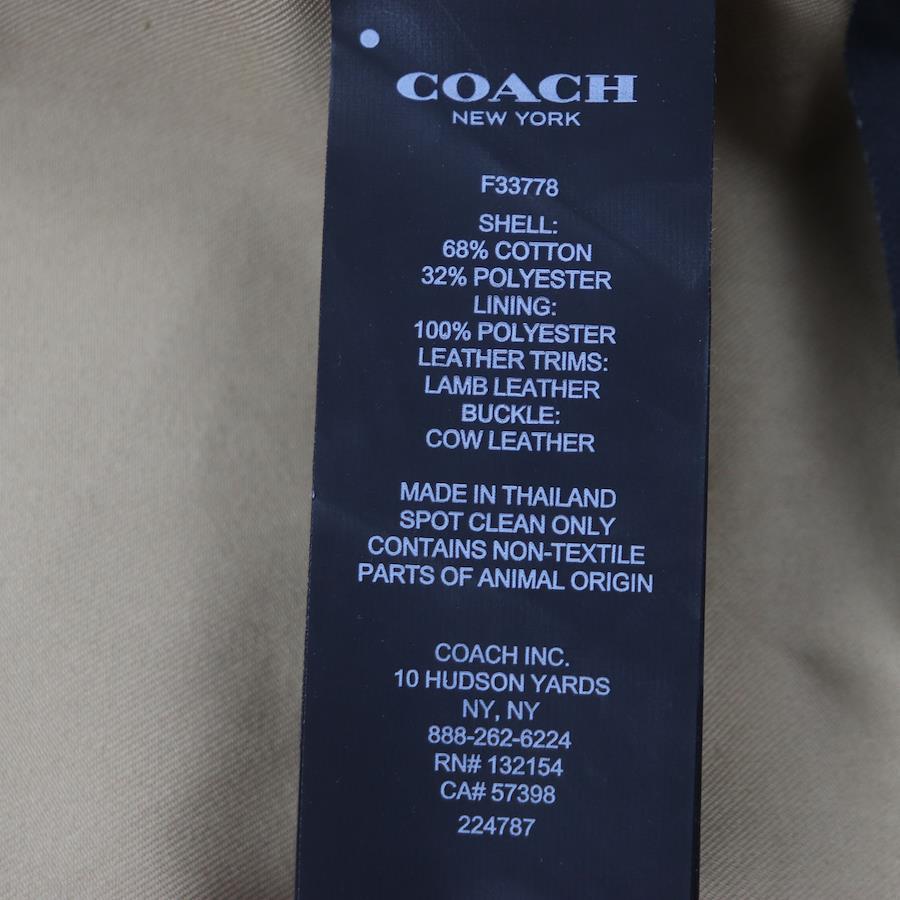 COACH
NEW YORK
F33778
SHELL:
68% COTTON
32% POLYESTER
LINING:
100% POLYESTER
LEATHER TRIMS:
LAMB LEATHER
BUCKLE:
COW LEATHER
MADE IN THAILAND
SPOT CLEAN ONLY
CONTAINS NON-TEXTILE
PARTS OF ANIMAL ORIGIN
COACH INC.
10 HUDSON YARDS
NY, NY
888-262-6224
RN# 132154
CA# 57398
224787